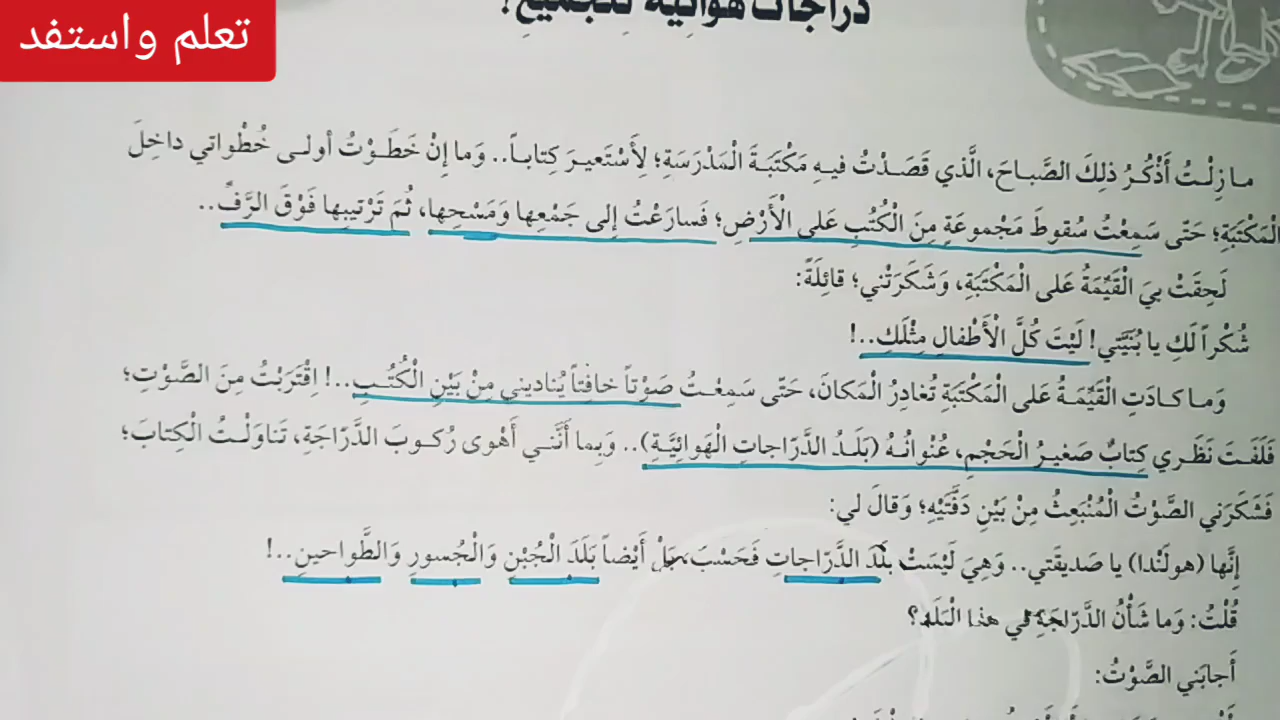 تعلم واستفد
دراجات هوائية للجميع!
ما زِلْتُ أَذْكُرُ ذلِكَ الصَّباحَ، الَّذي قَصَدْتُ فيهِ مَكْتَبَةَ الْمَدْرَسَةِ؛ لِأَسْتَعيرَ كِتاباً.. وَما إِنْ خَطَوْتُ أولى خُطْواتي داخِلَ
الْمَكْتَبَةِ؛ حَتّى سَمِعْتُ سُقوطَ مَجْموعَةٍ مِنَ الْكُتُبِ عَلى الْأَرْضِ؛ فَسارَعْتُ إِلى جَمْعِها وَمَسْحِها، ثُمَ تَرْتيبِها فَوْقَ الرَّفِّ..
لَحِقَتْ بِيَ الْقَيِّمَةُ عَلى الْمَكْتَبَةِ، وَشَكَرَتْني؛ قائِلَةً:
شُكْراً لَكِ يا بُنَيَّتي! لَيْتَ كُلَّ الْأَطْفالِ مِثْلَكِ..!
وَما كادَتِ الْقَيِّمَةُ عَلى الْمَكْتَبَةِ تُغادِرُ الْمَكانَ، حَتّى سَمِعْتُ صَوْتاً خافِتاً يُناديني مِنْ بَيْنِ الْكُتُبِ..! اِقْتَرَبْتُ مِنَ الصَّوْتِ؛
فَلَفَتَ نَظَري كِتابٌ صَغيرُ الْحَجْمِ، عُنْوانُهُ (بَلَدُ الدَّرّاجاتِ الْهَوائِيَّةِ).. وَبِما أَنَّني أَهْوى رُكوبَ الدَّرّاجَةِ، تَناوَلْتُ الْكِتابَ؛
فَشَكَرَني الصَّوْتُ الْمُنْبَعِثُ مِنْ بَيْنِ دَفَّتَيْهِ؛ وَقالَ لي:
إِنَّها (هولَنْدا) يا صَديقَتي.. وَهِيَ لَيْسَتْ بَلَدَ الدَّرّاجاتِ فَحَسْبَ، بَلْ أَيْضاً بَلَدَ الْجُبْنِ وَالْجُسورِ وَالطَّواحينِ..!
قُلْتُ: وَما شَأْنُ الدَّرّاجَةِ في هذا الْبَلَدِ؟
أَجابَني الصَّوْتُ: